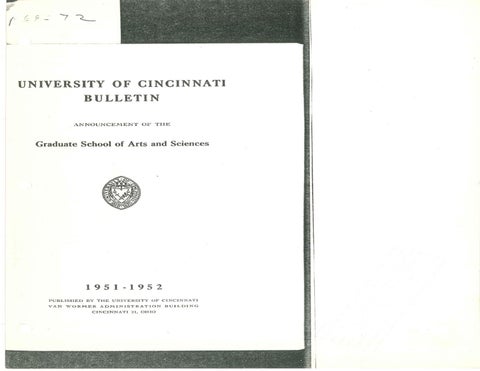 UNIVERSITY OF CINCINNATI
BULLETIN
ANNOUNCEMENT OF THE
Graduate School of Arts and Sciences
1951-1952
PUBLISHED BY THE UNIVERSITY OF CINCINNATI
VAN WORMER ADMINISTRATION BUILDING
CINCINNATI 21, OHIO